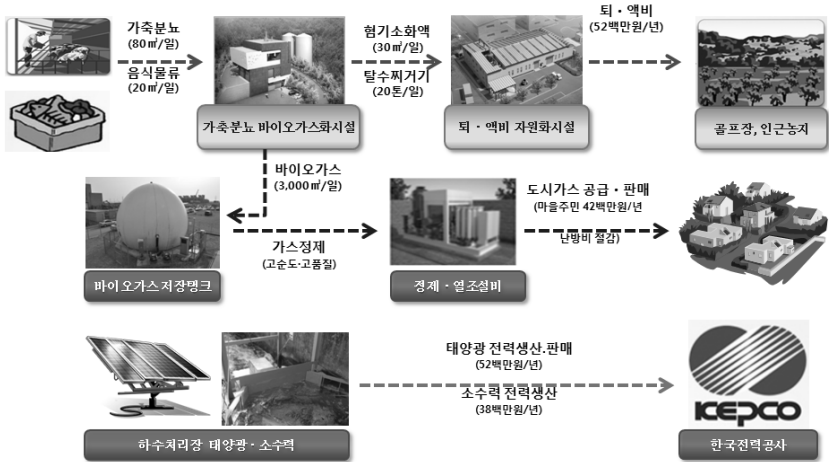 가축분뇨
(80㎥/일)
음식물류
(20㎥/일)
혐기소화액
(30㎥/일)
탈수찌거기
(20톤/일)
퇴・액비
(52백만원/년)
가축분뇨 바이오가스화시설
퇴・액비 자원화시설
골프장, 인근농지
바이오가스
(3,000㎥/일)
가스정제
(고순도·고품질)
도시가스 공급・판매
(마을주민 42백만원/년
난방비 절감)
바이오가스 저장탱크
경제・열조설비
태양광 전력생산.판매
(52백만원/년)
소수력 전력생산
(38백만원/년)
KEPCO
하수처리장 태양광・소수력
한국전력공사